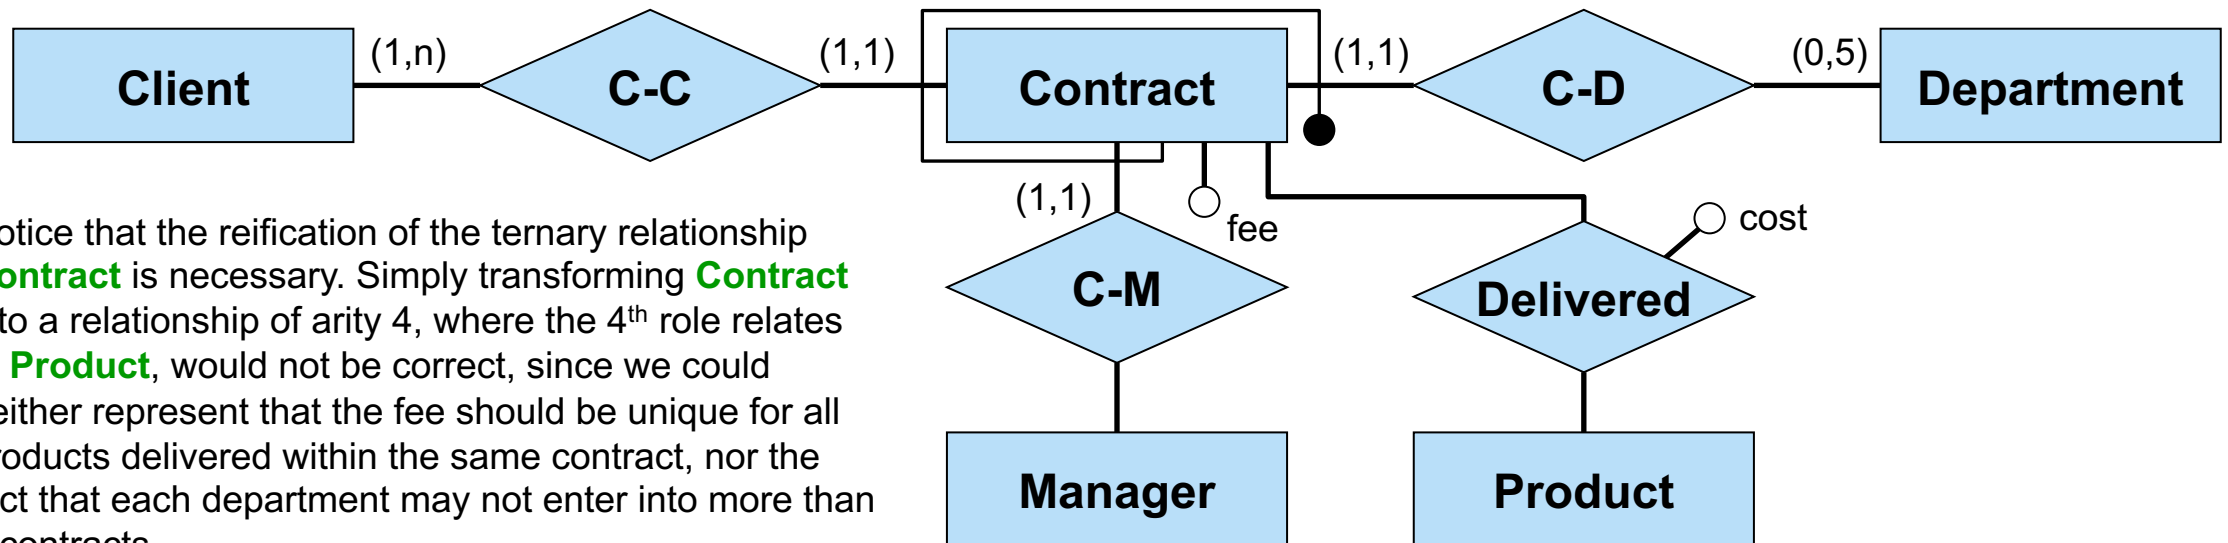 (1,n) (1,1) (1,1) (0,5)
Client C-C Contract C-D Department
(1,1) fee cost
otice that the reification of the ternary relationship
ontract is necessary. Simply transforming Contract
to a relationship of arity 4, where the 4th role relates
Product, would not be correct, since we could
either represent that the fee should be unique for all
roducts delivered within the same contract, nor the
ct that each department may not enter into more than
contracts
C-M Delivered
Manager Product